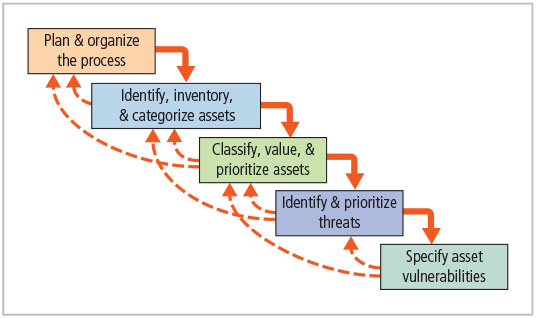 Plan & organize
the process
Identify, inventory,
& categorize assets
Classify, value, &
prioritize assets
Identify & prioritize
threats
Specify asset
vulnerabilities